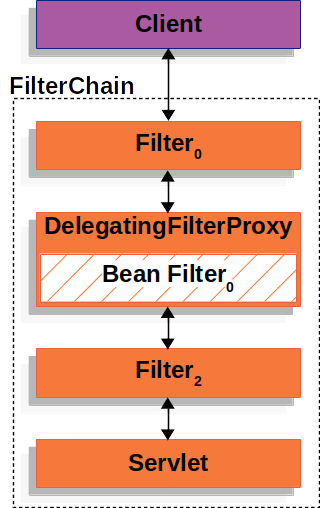 Client
FilterChain
Filter0
DelegatingFilterProxy
Bean Filter0
Filter2
Servlet